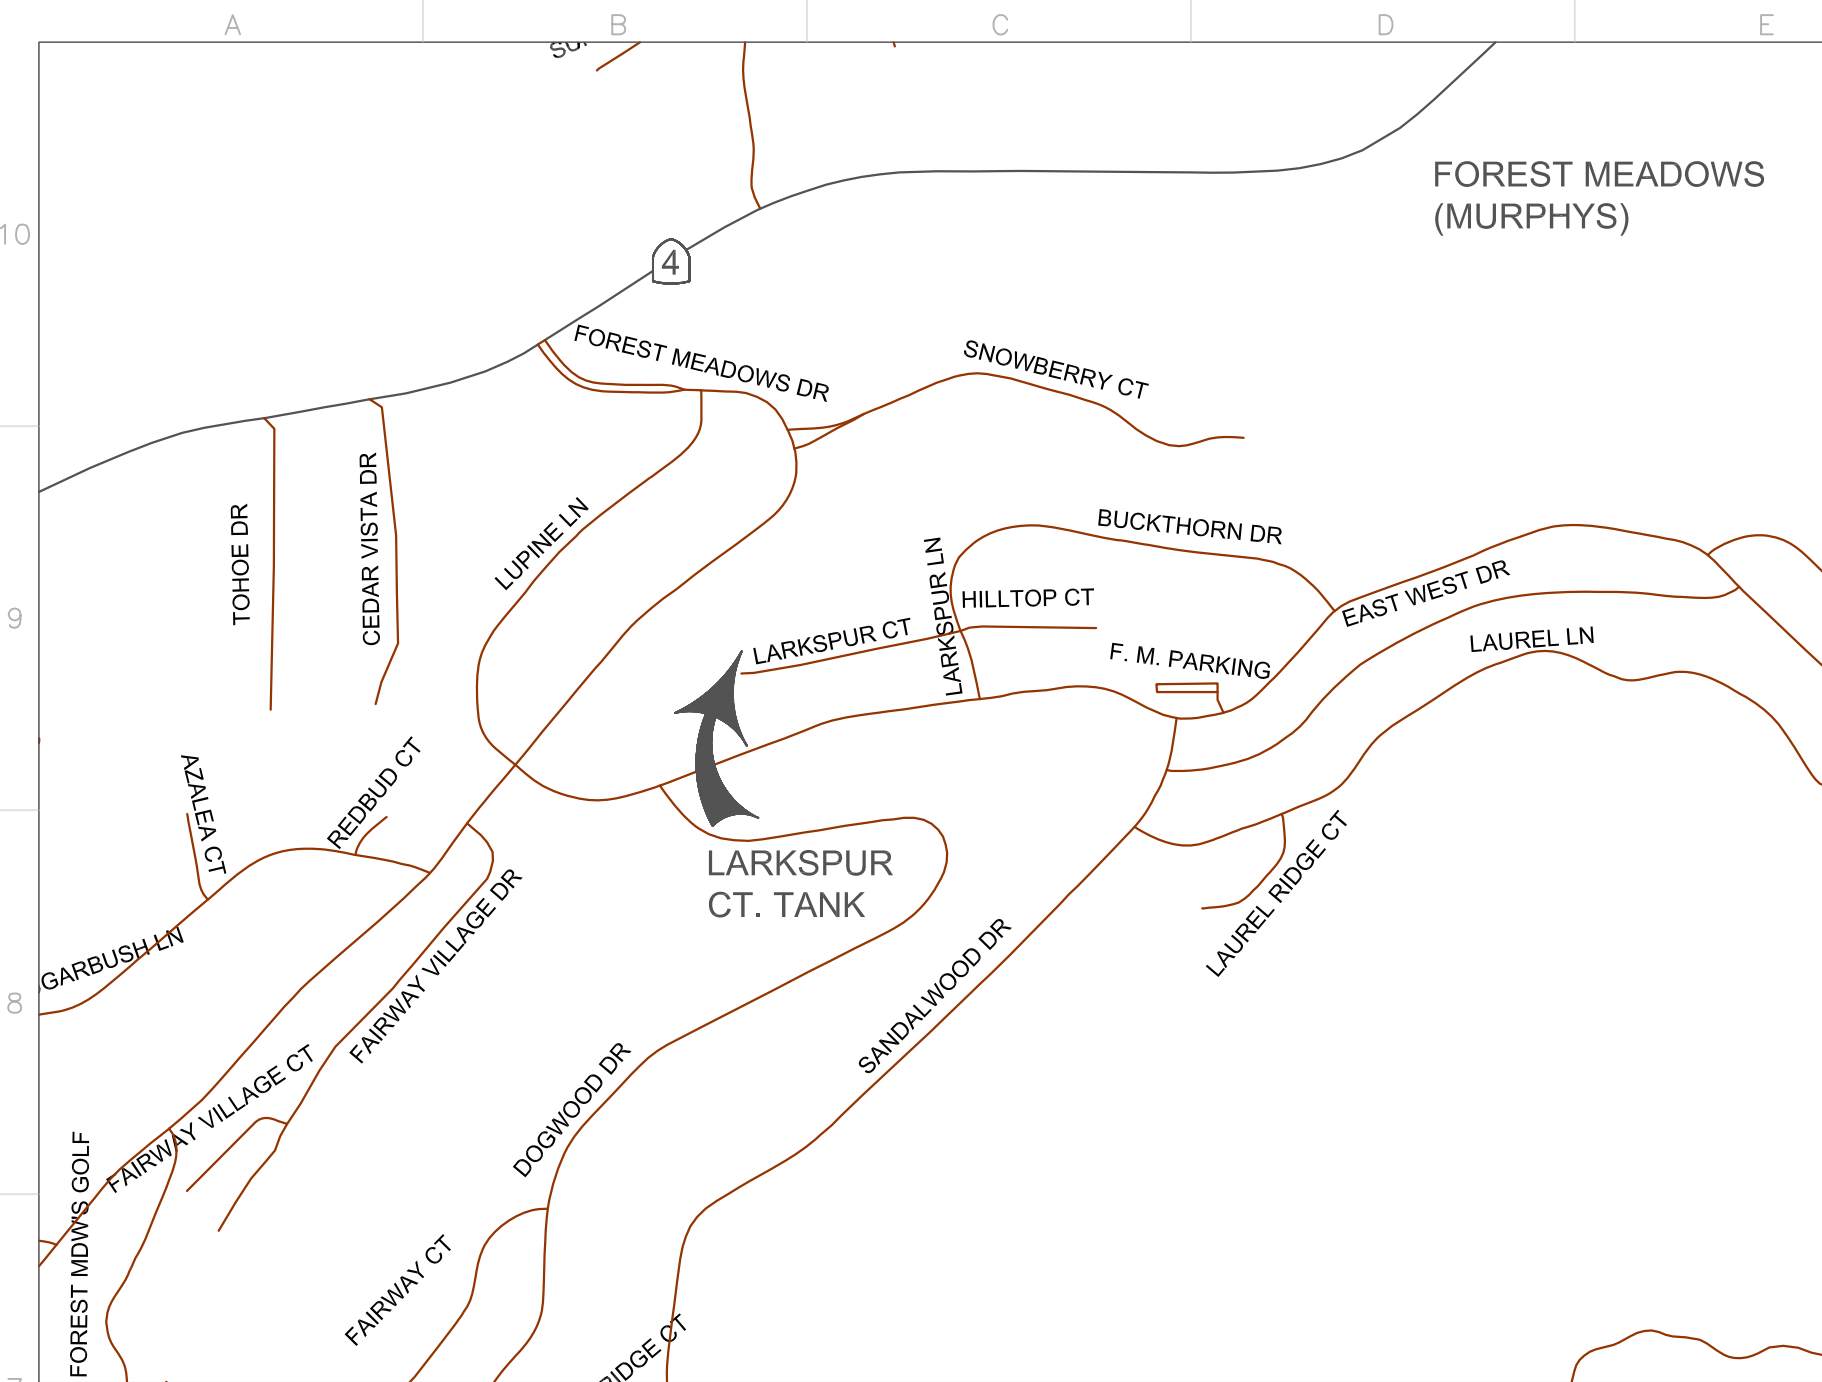 A
B
C
D
E
10
FOREST MEADOWS
(MURPHYS)
4
FOREST MEADOWS DR
SNOWBERRY CT
TOHOE DR
CEDAR VISTA DR
LUPINE LN
BUCKTHORN DR
LARKSPUR LN
HILLTOP CT
EAST WEST DR
9
LARKSPUR CT
F. M. PARKING
LAUREL LN
AZALEA CT
REDBUD CT
LARKSPUR
CT. TANK
LAUREL RIDGE CT
GARBUSH LN
FAIRWAY VILLAGE DR
SANDALWOOD DR
8
FAIRWAY VILLAGE CT
DOGWOOD DR
FOREST MDW'S GOLF
FAIRWAY CT
RIDGE CT